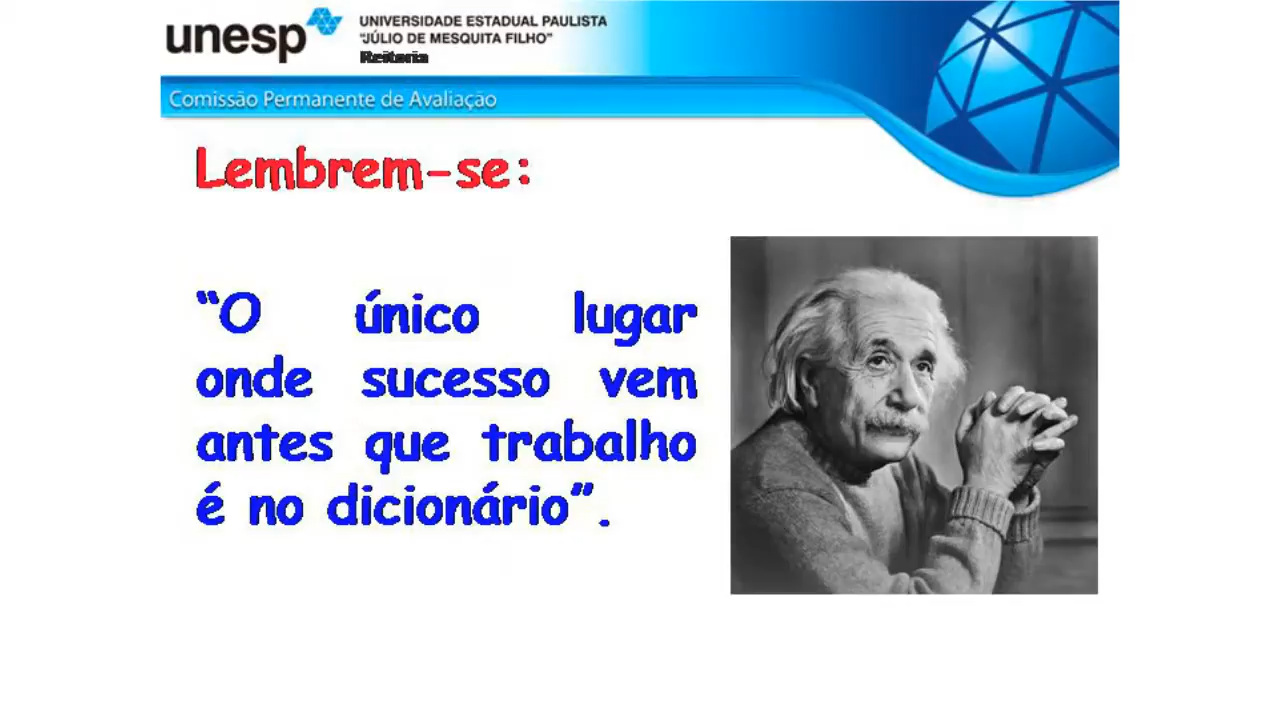 unesp
UNIVERSIDADE ESTADUAL PAULISTA
"JÚLIO DE MESQUITA FILHO"
Reitoria
Comissão Permanente de Avaliação
Lembrem-se:
“O único lugar
onde sucesso vem
antes que trabalho
é no dicionário”.